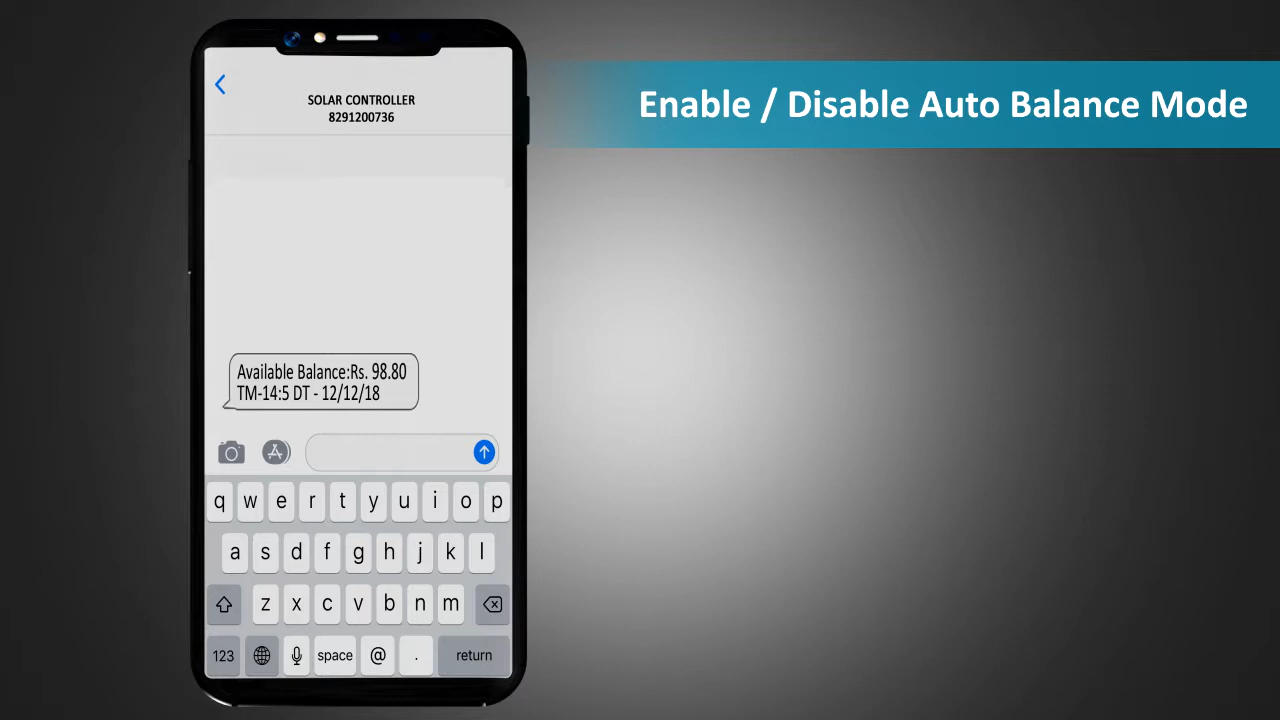 Enable / Disable Auto Balance Mode
SOLAR CONTROLLER
8291200736
Available Balance:Rs. 98.80
TM-14:5 DT - 12/12/18
q w e r t y u i o p
a s d f g h j k l
z x c v b n m
123 space @ . return